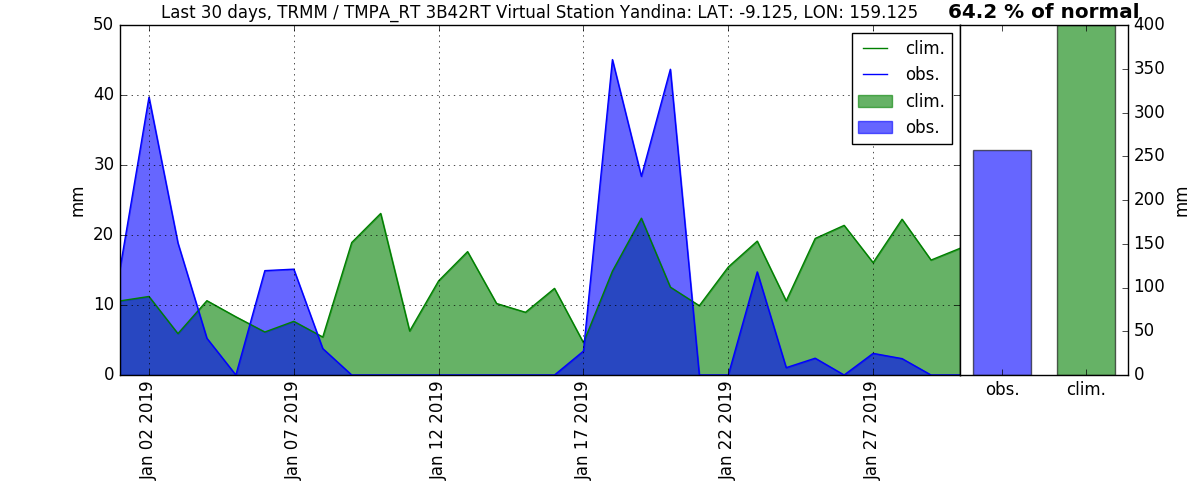 Last 30 days, TRMM / TMPA_RT 3B42RT Virtual Station Yandina: LAT: -9.125, LON: 159.125
64.2 % of normal
50
40
30
20
10
0
mm
Jan 02 2019
Jan 07 2019
Jan 12 2019
Jan 17 2019
Jan 22 2019
Jan 27 2019
clim.
obs.
clim.
obs.
400
350
300
250
200
150
100
50
0
mm
obs.
clim.